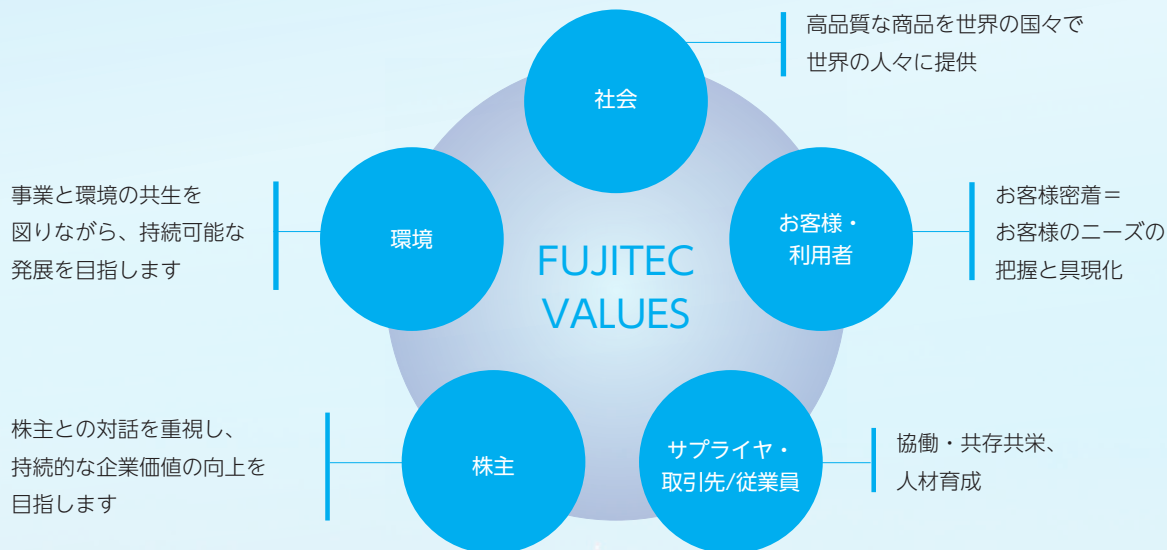 高品質な商品を世界の国々で
世界の人々に提供
社会
事業と環境の共生を
図りながら、持続可能な
発展を目指します
環境
お客様・
利用者
お客様密着＝
お客様のニーズの
把握と具現化
FUJITEC
VALUES
株主との対話を重視し、
持続的な企業価値の向上を
目指します
株主
サプライヤ・
取引先/従業員
協働・共存共栄、
人材育成